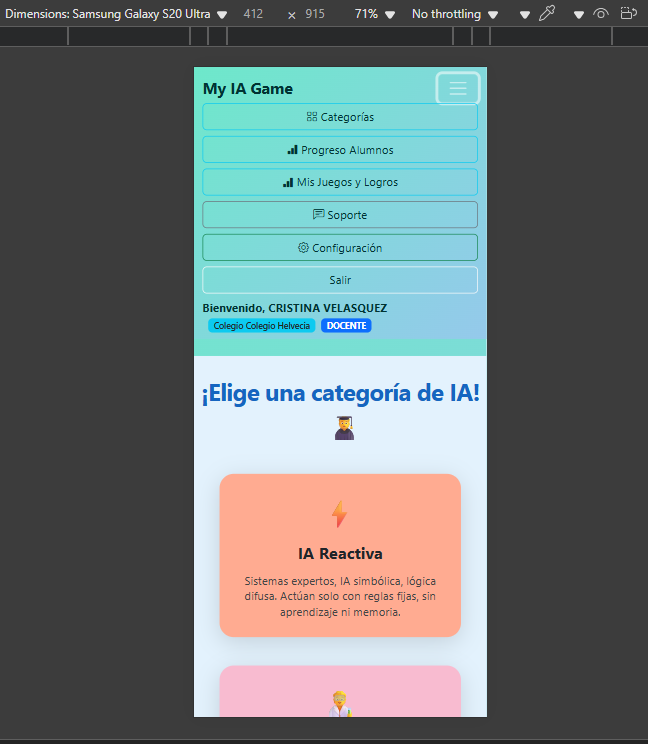 Dimensions: Samsung Galaxy S20 Ultra 412 × 915 71% No throttling
My IA Game
Categorías
Progreso Alumnos
Mis Juegos y Logros
Soporte
Configuración
Salir
Bienvenido, CRISTINA VELASQUEZ
Colegio Colegio Helvecia DOCENTE
¡Elige una categoría de IA!
IA Reactiva
Sistemas expertos, IA simbólica, lógica
difusa. Actúan solo con reglas fijas, sin
aprendizaje ni memoria.